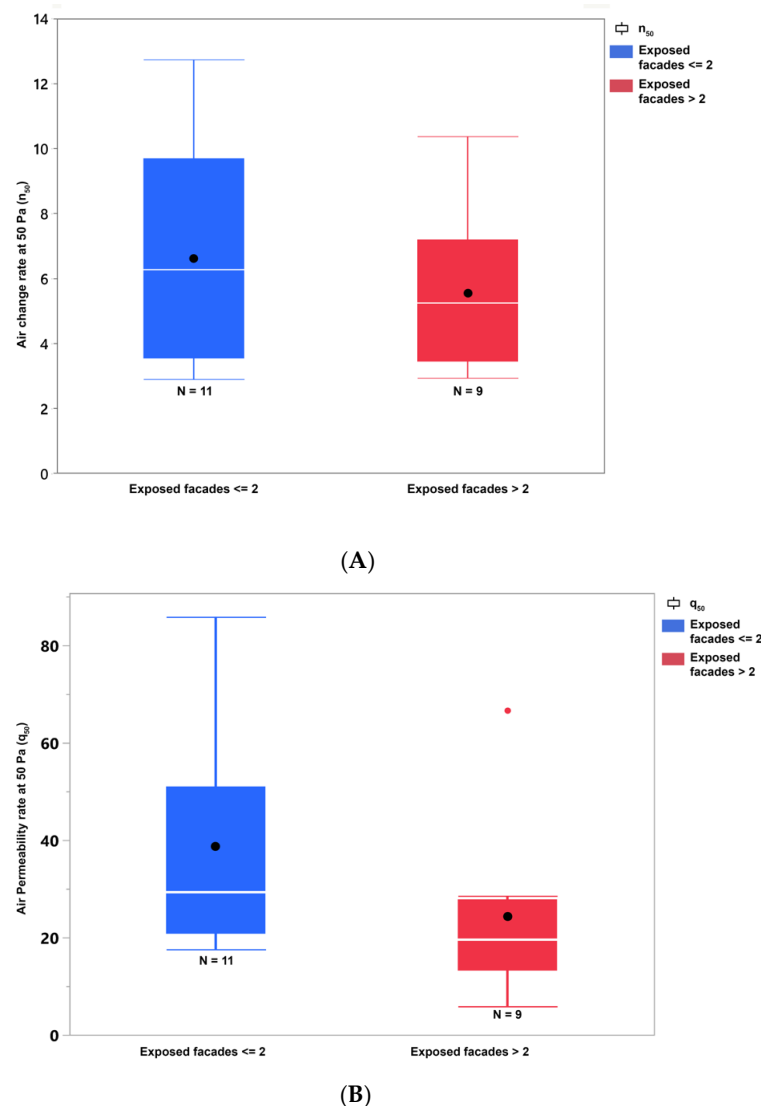 14
12
10
8
6
4
2
0
Air change rate at 50 Pa (n₅₀)
n₅₀
Exposed
facades <= 2
Exposed
facades > 2
N = 11
N = 9
Exposed facades <= 2
Exposed facades > 2
(A)
80
60
40
20
0
Air Permeability rate at 50 Pa (q₅₀)
q₅₀
Exposed
facades <= 2
Exposed
facades > 2
N = 11
N = 9
Exposed facades <= 2
Exposed facades > 2
(B)